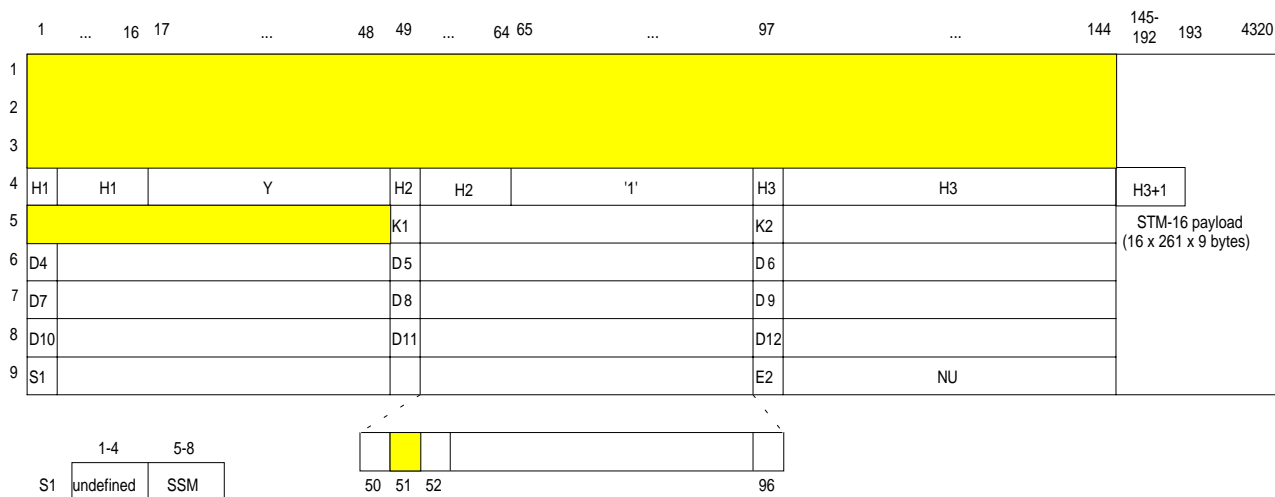 1 ... 16 17 ... 48 49 ... 64 65 ... 97 ... 144 145-192 193 4320
1
2
3
4 H1 H1 Y H2 H2 '1' H3 H3 H3+1
5 K1 K2 STM-16 payload
(16 x 261 x 9 bytes)
6 D4 D5 D6
7 D7 D8 D9
8 D10 D11 D12
9 S1 E2 NU
1-4 5-8
S1 undefined SSM 50 51 52 96